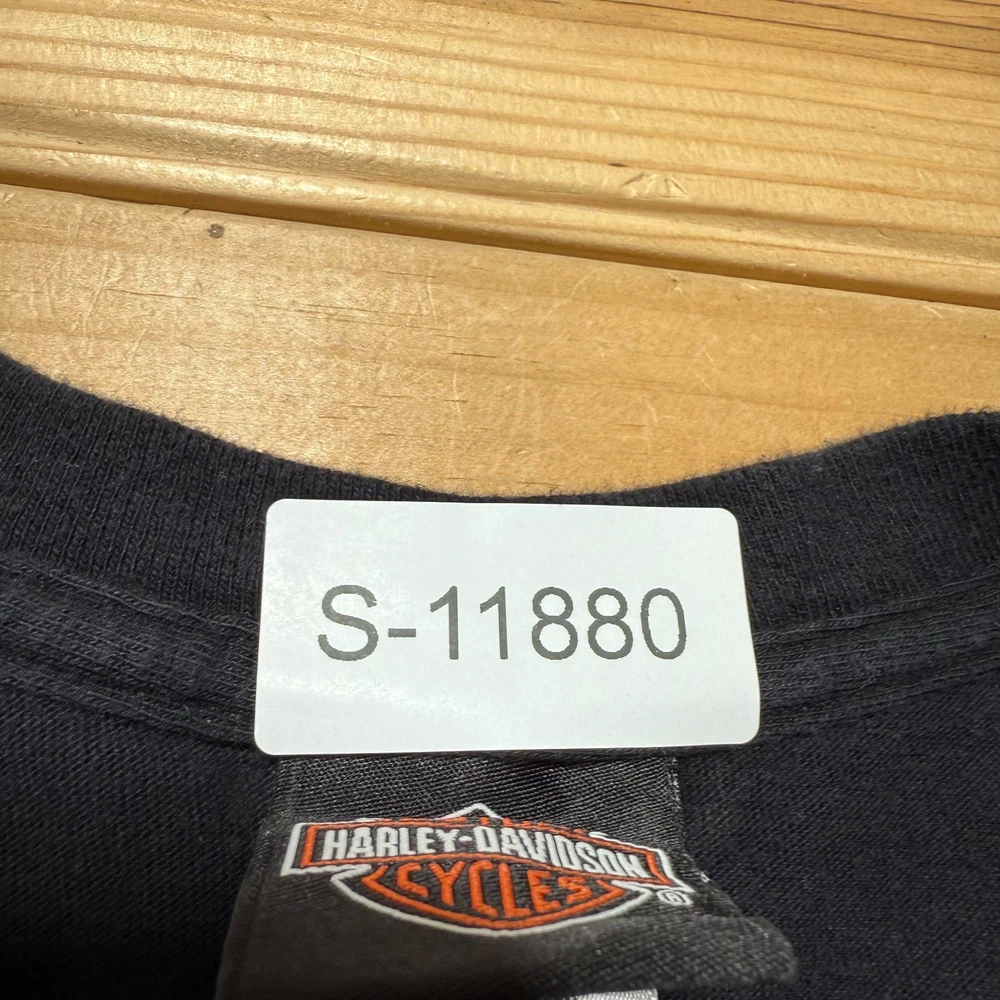 S-11880
HARLEY-DAVIDSON
CYCLES
®